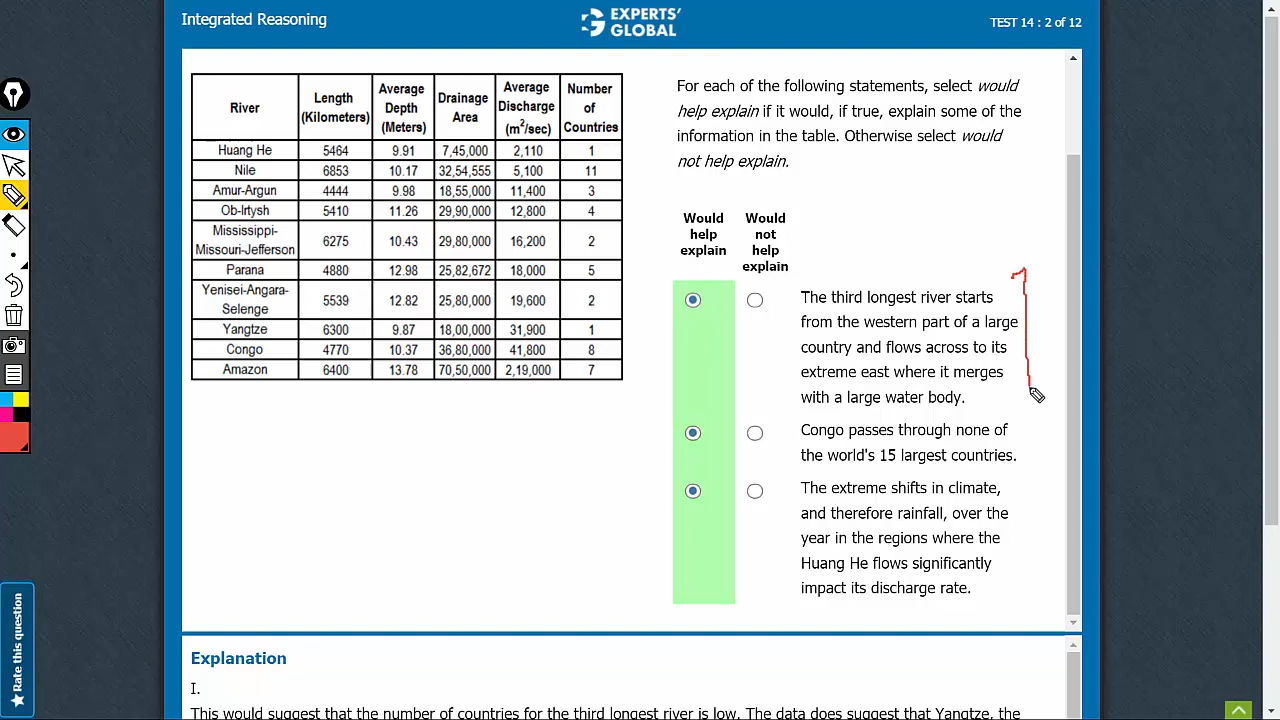 Integrated Reasoning
EXPERTS'
GLOBAL
TEST 14 : 2 of 12
River
Length
(Kilometers)
Average
Depth
(Meters)
Drainage
Area
Average
Discharge
(m²/sec)
Number
of
Countries
Huang He 5464 9.91 7,45,000 2,110 1
Nile 6853 10.17 32,54,555 5,100 11
Amur-Argun 4444 9.98 18,55,000 11,400 3
Ob-Irtysh 5410 11.26 29,90,000 12,800 4
Mississippi-
Missouri-Jefferson 6275 10.43 29,80,000 16,200 2
Parana 4880 12.98 25,82,672 18,000 5
Yenisei-Angara-
Selenge 5539 12.82 25,80,000 19,600 2
Yangtze 6300 9.87 18,00,000 31,900 1
Congo 4770 10.37 36,80,000 41,800 8
Amazon 6400 13.78 70,50,000 2,19,000 7
For each of the following statements, select would
help explain if it would, if true, explain some of the
information in the table. Otherwise select would
not help explain.
Would
help
explain
Would
not
help
explain
The third longest river starts
from the western part of a large
country and flows across to its
extreme east where it merges
with a large water body.
Congo passes through none of
the world's 15 largest countries.
The extreme shifts in climate,
and therefore rainfall, over the
year in the regions where the
Huang He flows significantly
impact its discharge rate.
Explanation
I.
This would suggest that the number of countries for the third longest river is low. The data does suggest that Yangtze, the
★ Rate this question